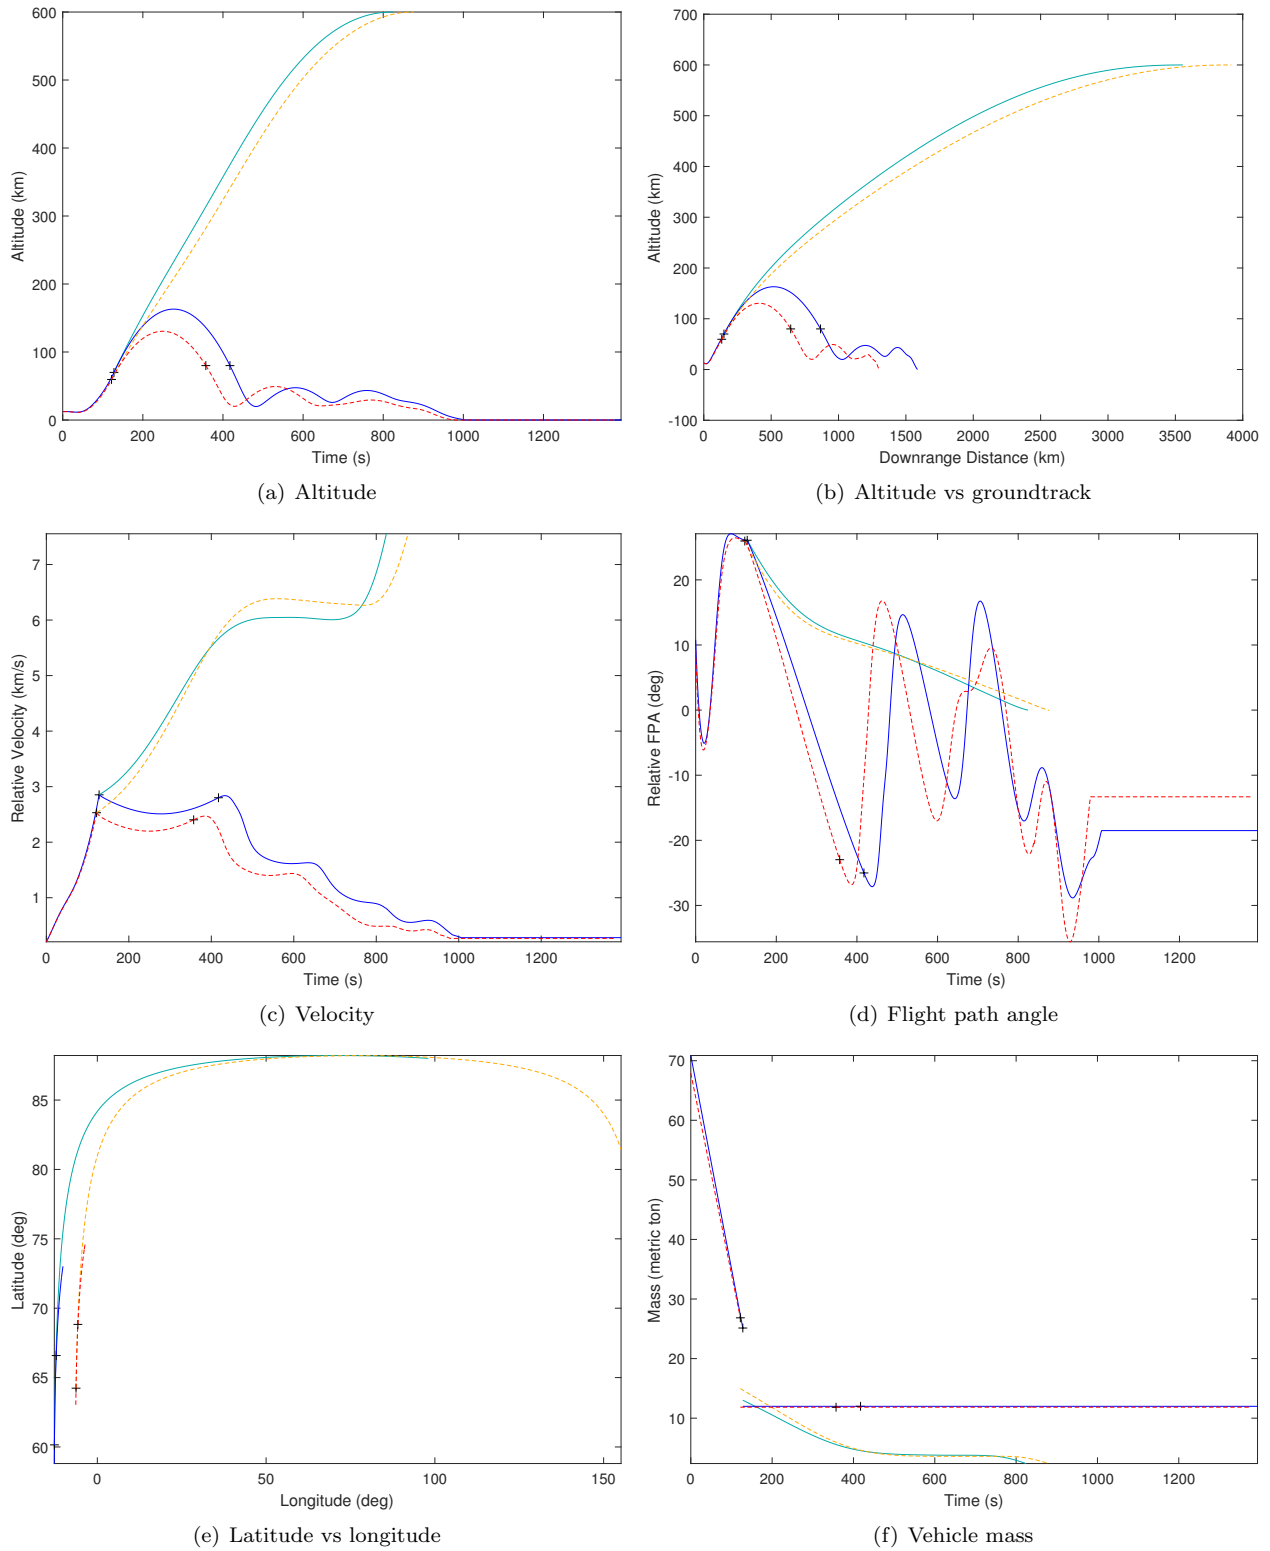 600
500
400
300
200
100
0
Altitude (km)
0 200 400 600 800 1000 1200
Time (s)
(a) Altitude
700
600
500
400
300
200
100
0
-100
Altitude (km)
0 500 1000 1500 2000 2500 3000 3500 4000
Downrange Distance (km)
(b) Altitude vs groundtrack
7
6
5
4
3
2
1
Relative Velocity (km/s)
0 200 400 600 800 1000 1200
Time (s)
(c) Velocity
20
10
0
-10
-20
-30
Relative FPA (deg)
0 200 400 600 800 1000 1200
Time (s)
(d) Flight path angle
85
80
75
70
65
60
Latitude (deg)
0 50 100 150
Longitude (deg)
(e) Latitude vs longitude
70
60
50
40
30
20
10
Mass (metric ton)
0 200 400 600 800 1000 1200
Time (s)
(f) Vehicle mass